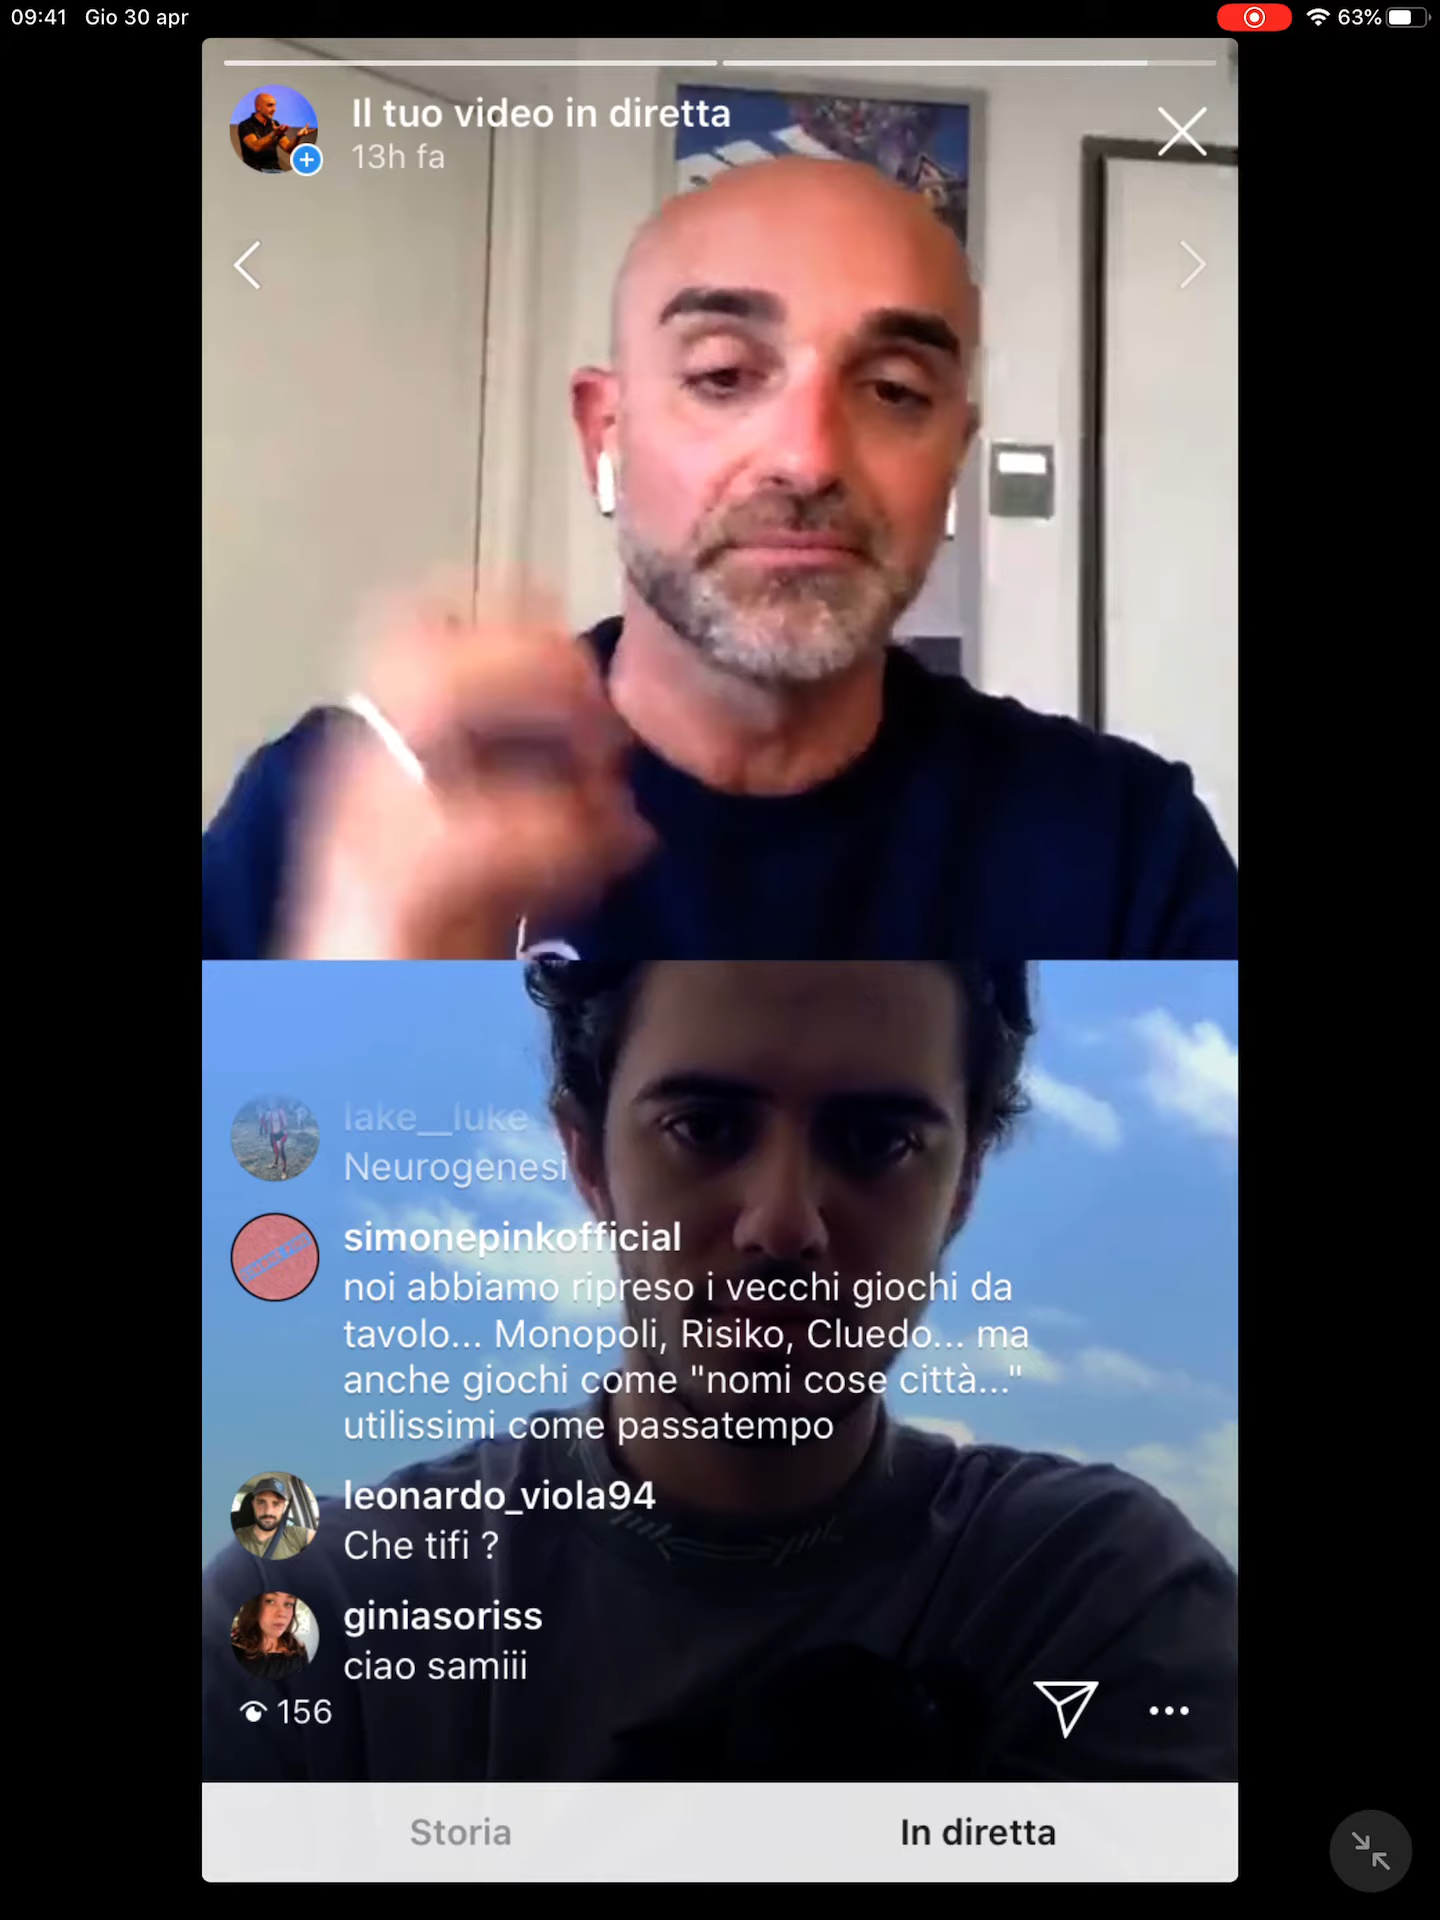 09:41 Gio 30 apr
63%
Il tuo video in diretta
13h fa
lake__luke
Neurogenesi
simonepinkofficial
noi abbiamo ripreso i vecchi giochi da
tavolo... Monopoli, Risiko, Cluedo... ma
anche giochi come "nomi cose città..."
utilissimi come passatempo
leonardo_viola94
Che tifi ?
giniasoriss
ciao samiii
156
Storia
In diretta